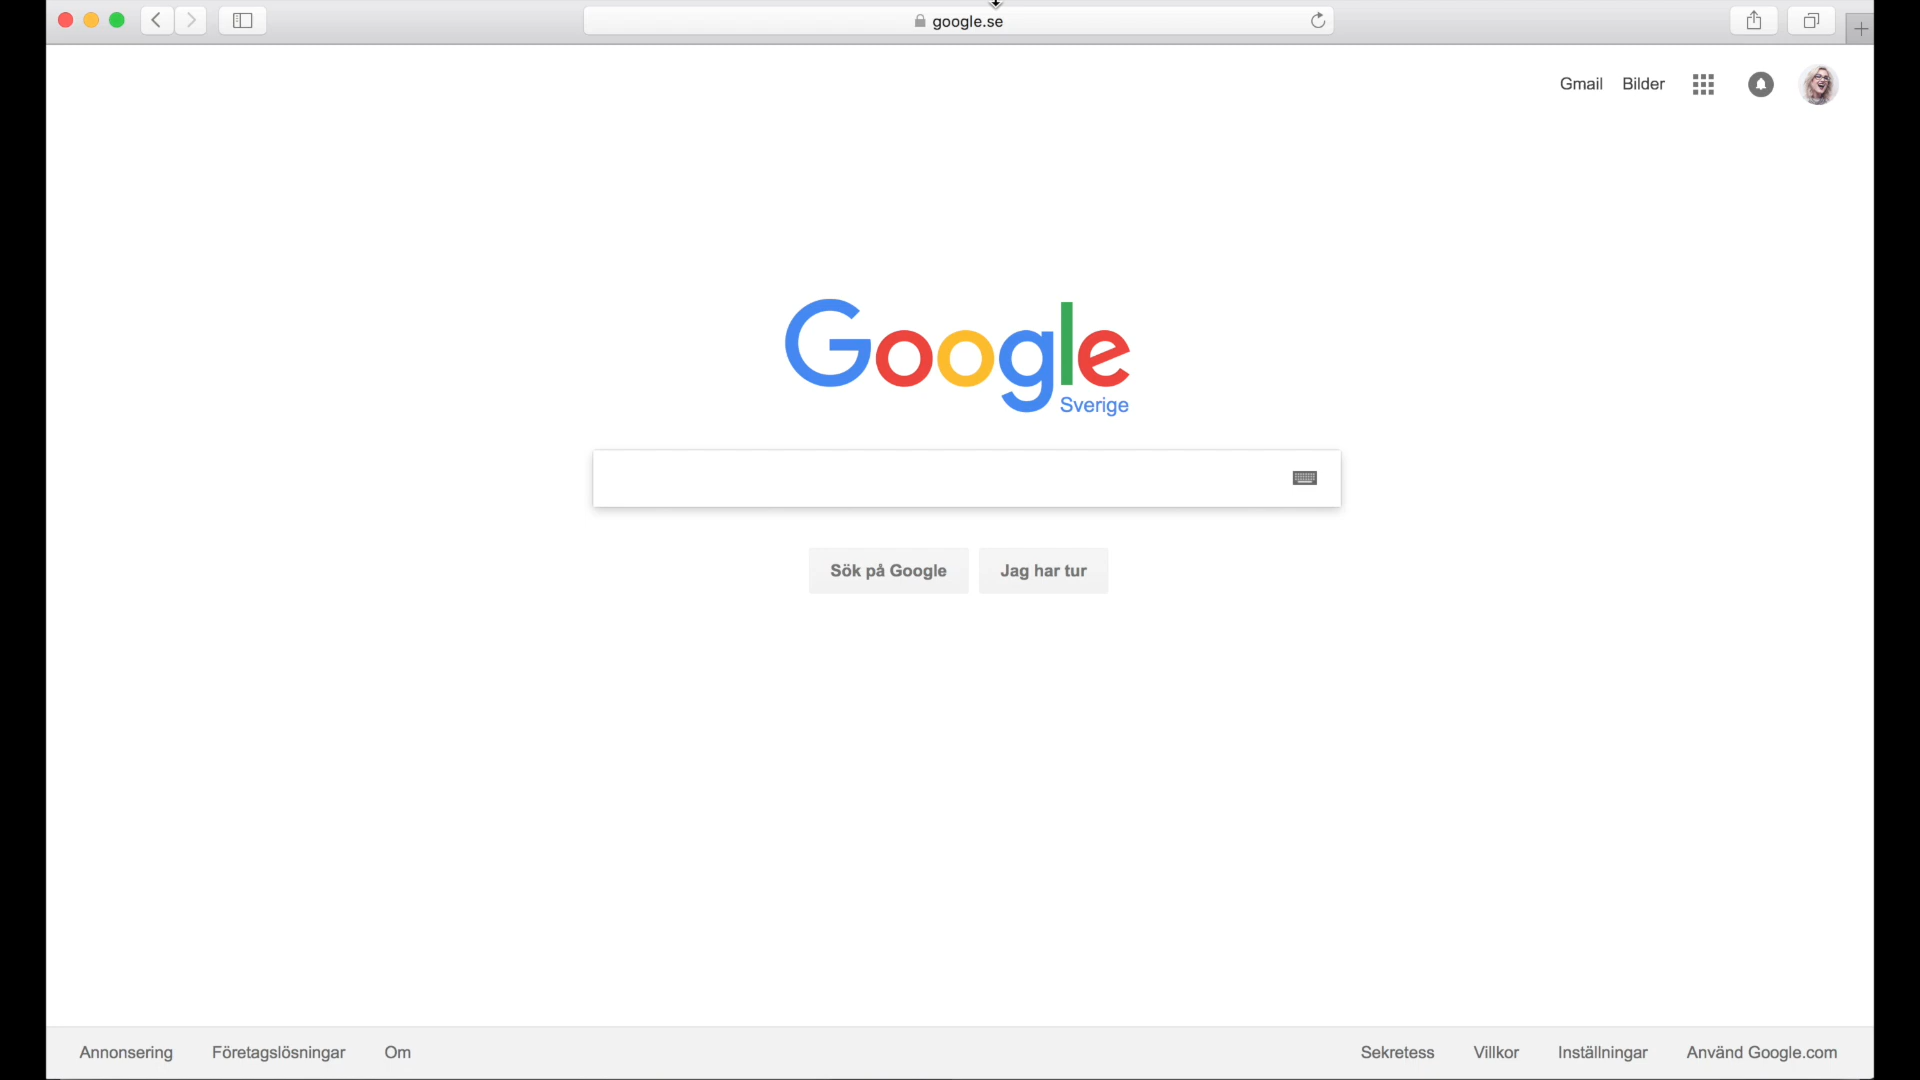 google.se
Gmail Bilder
Google
Sverige
Sök på Google Jag har tur
Annonsering Företagslösningar Om Sekretess Villkor Inställningar Använd Google.com